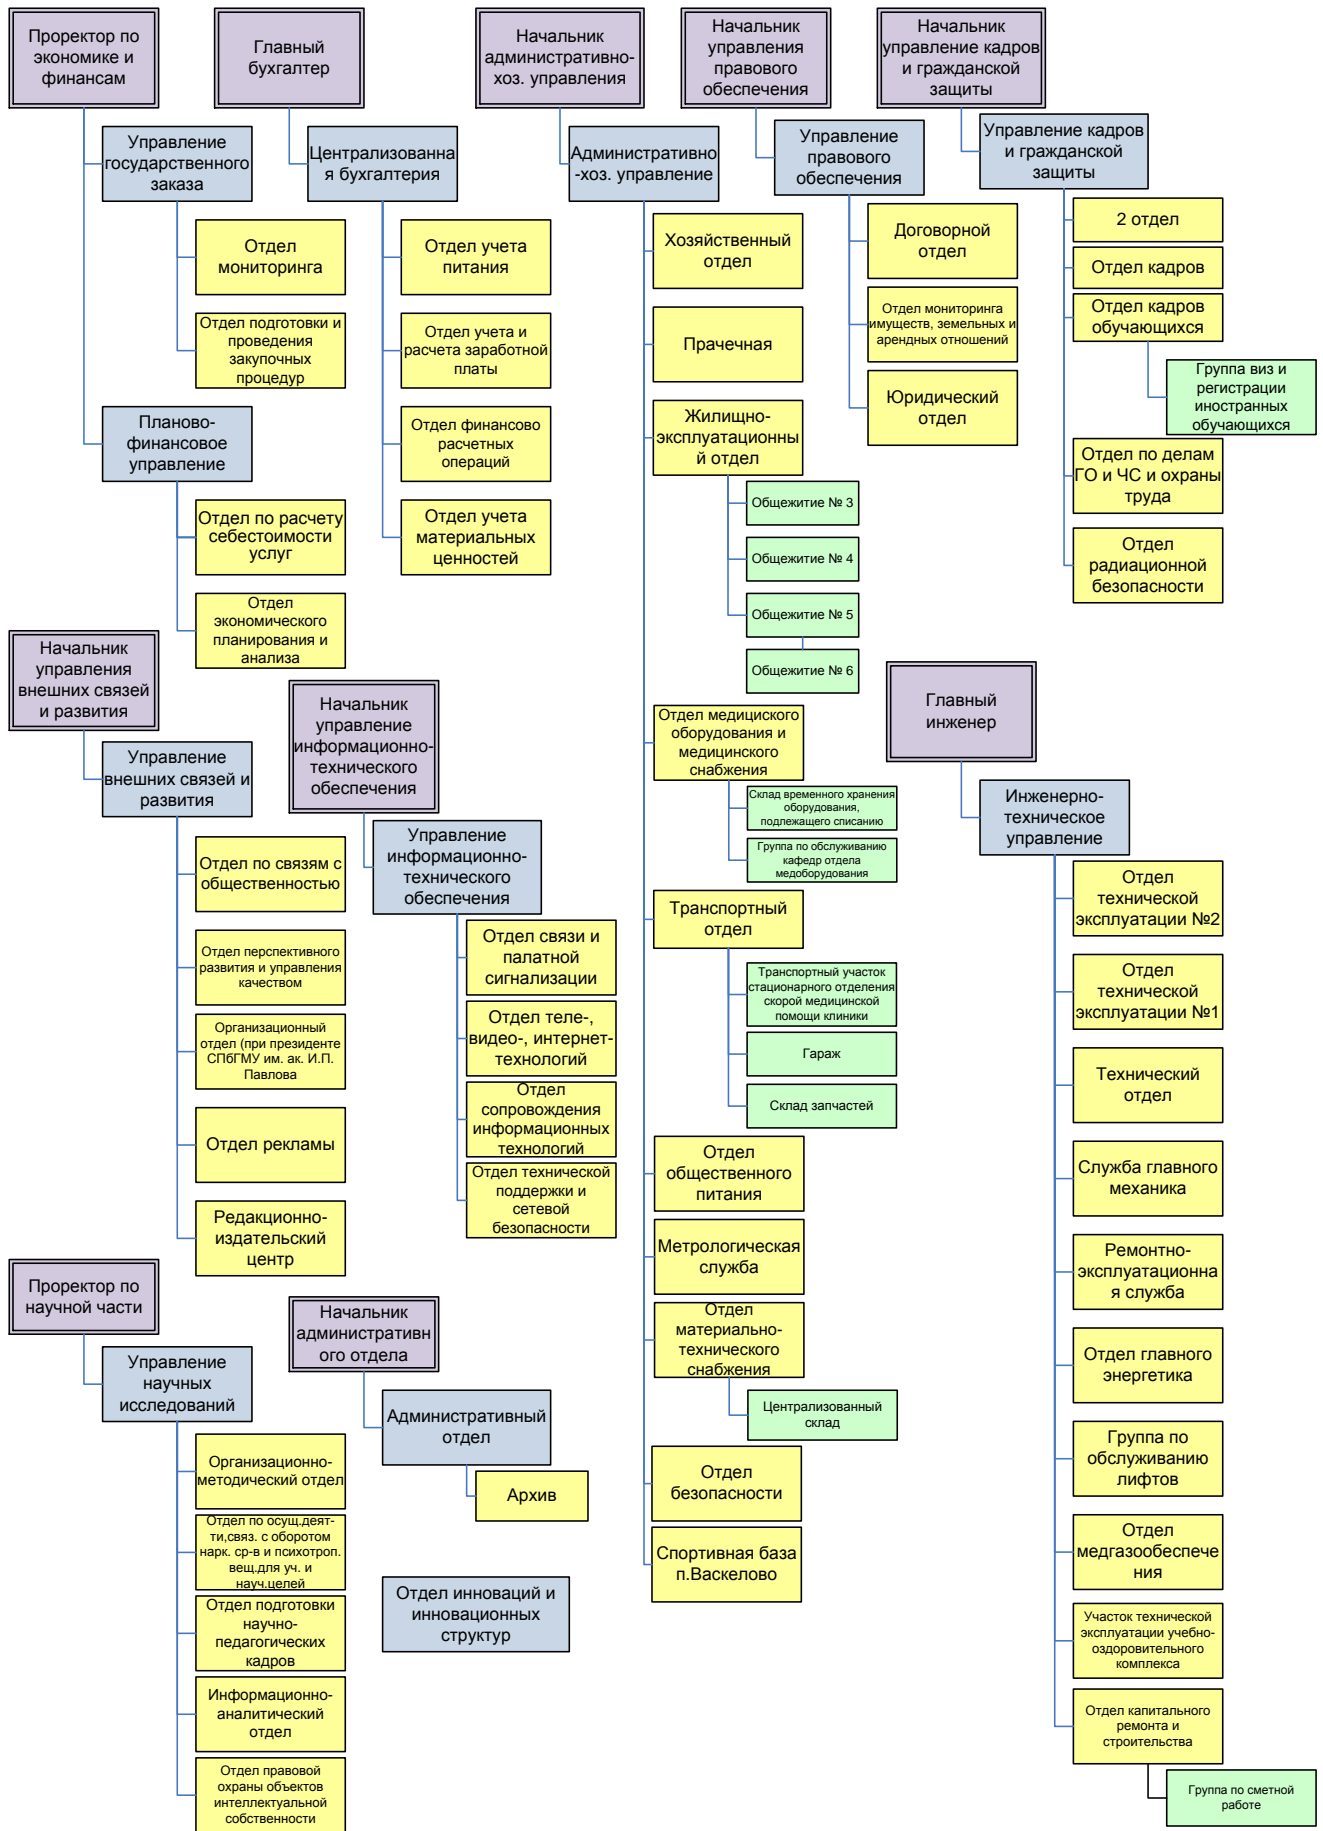 Проректор по
экономике и
финансам
Управление
государственного
заказа
Отдел
мониторинга
Отдел подготовки и
проведения
закупочных
процедур
Планово-
финансовое
управление
Отдел по расчету
себестоимости
услуг
Отдел
экономического
планирования и
анализа
Главный
бухгалтер
Централизованна
я бухгалтерия
Отдел учета
питания
Отдел учета и
расчета заработной
платы
Отдел финансово
расчетных
операций
Отдел учета
материальных
ценностей
Начальник
административно-
хоз. управления
Административно
-хоз. управление
Хозяйственный
отдел
Прачечная
Жилищно-
эксплуатационны
й отдел
Общежитие № 3
Общежитие № 4
Общежитие № 5
Общежитие № 6
Отдел медициского
оборудования и
медицинского
снабжения
Склад временного хранения
оборудования,
подлежащего списанию
Группа по обслуживанию
кафедр отдела
медоборудования
Транспортный
отдел
Транспортный участок
стационарного отделения
скорой медицинской
помощи клиники
Гараж
Склад запчастей
Отдел
общественного
питания
Метрологическая
служба
Отдел
материально-
технического
снабжения
Централизованный
склад
Отдел
безопасности
Спортивная база
п.Васкелово
Начальник
управления
правового
обеспечения
Управление
правового
обеспечения
Договорной
отдел
Отдел мониторинга
имуществ, земельных и
арендных отношений
Юридический
отдел
Начальник
управление кадров
и гражданской
защиты
Управление кадров
и гражданской
защиты
2 отдел
Отдел кадров
Отдел кадров
обучающихся
Группа виз и
регистрации
иностранных
обучающихся
Отдел по делам
ГО и ЧС и охраны
труда
Отдел
радиационной
безопасности
Начальник
управления
внешних связей
и развития
Управление
внешних связей и
развития
Отдел по связям с
общественностью
Отдел перспективного
развития и управления
качеством
Организационный
отдел (при президенте
СПбГМУ им. ак. И.П.
Павлова
Отдел рекламы
Редакционно-
издательский
центр
Начальник
управление
информационно-
технического
обеспечения
Управление
информационно-
технического
обеспечения
Отдел связи и
палатной
сигнализации
Отдел теле-,
видео-, интернет-
технологий
Отдел
сопровождения
информационных
технологий
Отдел технической
поддержки и
сетевой
безопасности
Главный
инженер
Инженерно-
техническое
управление
Отдел
технической
эксплуатации №2
Отдел
технической
эксплуатации №1
Технический
отдел
Служба главного
механика
Ремонтно-
эксплуатационна
я служба
Отдел главного
энергетика
Группа по
обслуживанию
лифтов
Отдел
медгазообеспече
ния
Участок технической
эксплуатации учебно-
оздоровительного
комплекса
Отдел капитального
ремонта и
строительства
Группа по сметной
работе
Проректор по
научной части
Управление
научных
исследований
Организационно-
методический отдел
Отдел по осущ.деят-
ти,связ. с оборотом
нарк. ср-в и психотроп.
вещ.для уч. и
науч.целей
Отдел подготовки
научно-
педагогических
кадров
Информационно-
аналитический
отдел
Отдел правовой
охраны объектов
интеллектуальной
собственности
Начальник
административн
ого отдела
Административный
отдел
Архив
Отдел инноваций и
инновационных
структур